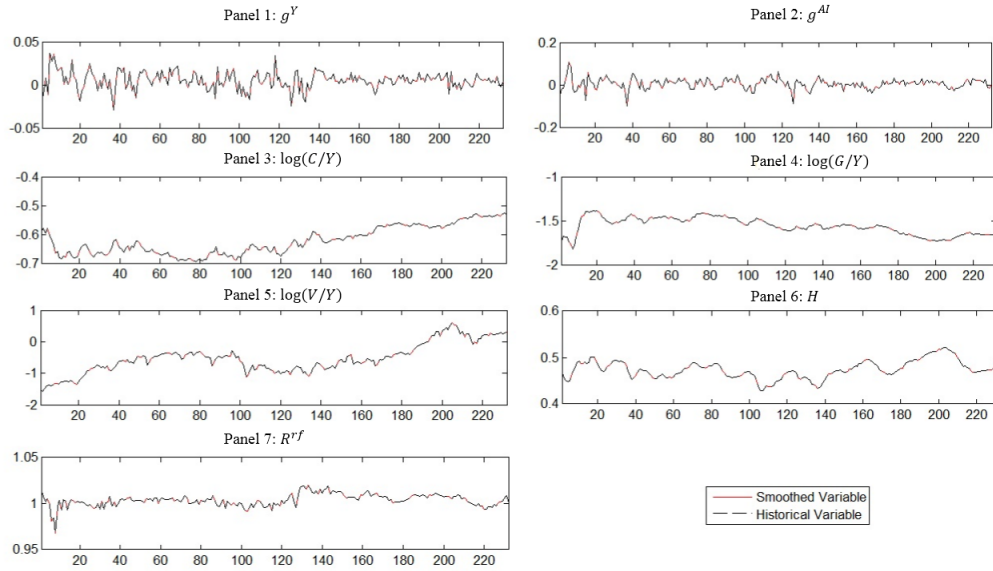 Panel 1: g^Y
0.05
0
-0.05
20 40 60 80 100 120 140 160 180 200 220
Panel 2: g^AI
0.2
0
-0.2
20 40 60 80 100 120 140 160 180 200 220
Panel 3: log(C/Y)
-0.4
-0.5
-0.6
-0.7
20 40 60 80 100 120 140 160 180 200 220
Panel 4: log(G/Y)
-1
-1.5
-2
20 40 60 80 100 120 140 160 180 200 220
Panel 5: log(V/Y)
1
0
-1
-2
20 40 60 80 100 120 140 160 180 200 220
Panel 6: H
0.6
0.5
0.4
20 40 60 80 100 120 140 160 180 200 220
Panel 7: R^rf
1.05
1
0.95
20 40 60 80 100 120 140 160 180 200 220
Smoothed Variable
Historical Variable